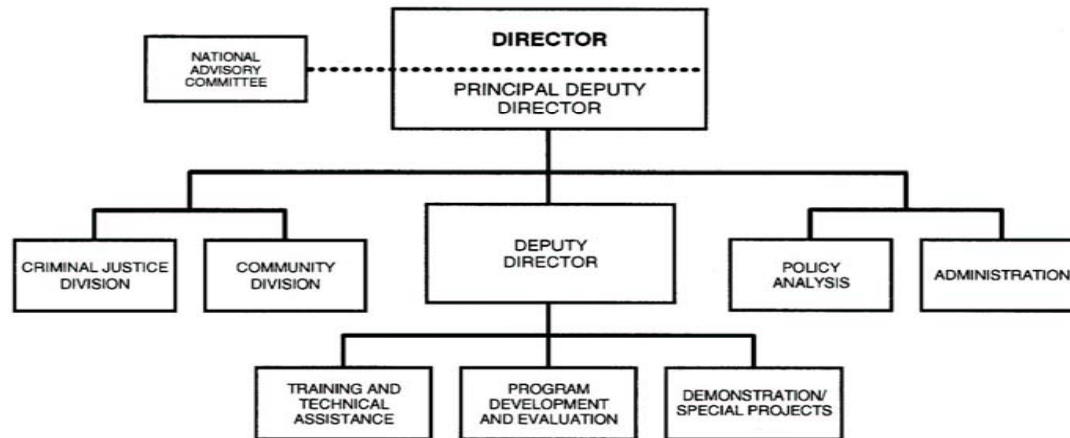 DIRECTOR
NATIONAL
ADVISORY
COMMITTEE
PRINCIPAL DEPUTY
DIRECTOR
CRIMINAL JUSTICE
DIVISION
COMMUNITY
DIVISION
DEPUTY
DIRECTOR
POLICY
ANALYSIS
ADMINISTRATION
TRAINING AND
TECHNICAL
ASSISTANCE
PROGRAM
DEVELOPMENT
AND EVALUATION
DEMONSTRATION/
SPECIAL PROJECTS